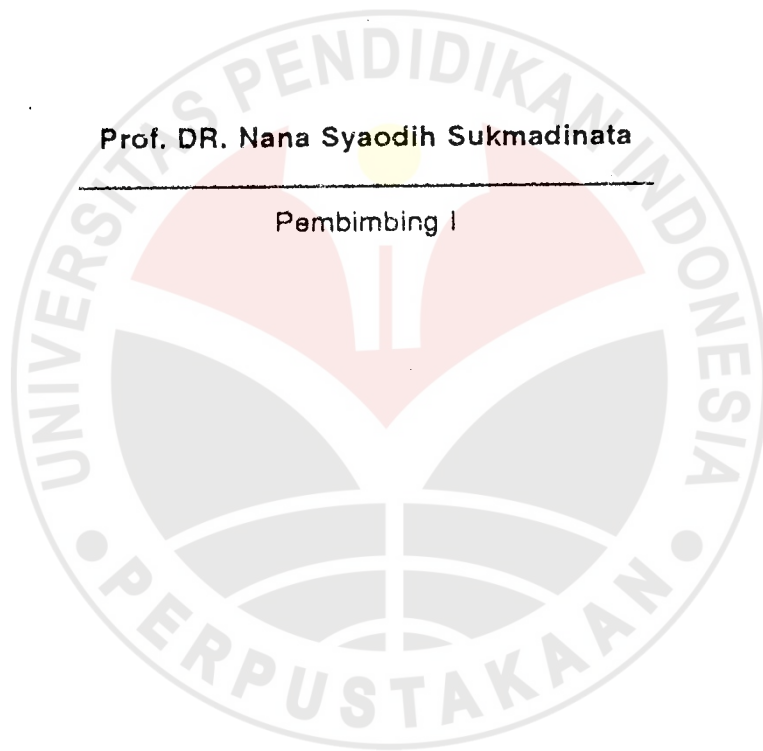 UNIVERSITAS PENDIDIKAN INDONESIA
Prof. DR. Nana Syaodih Sukmadinata
Pembimbing I
PERPUSTAKAAN